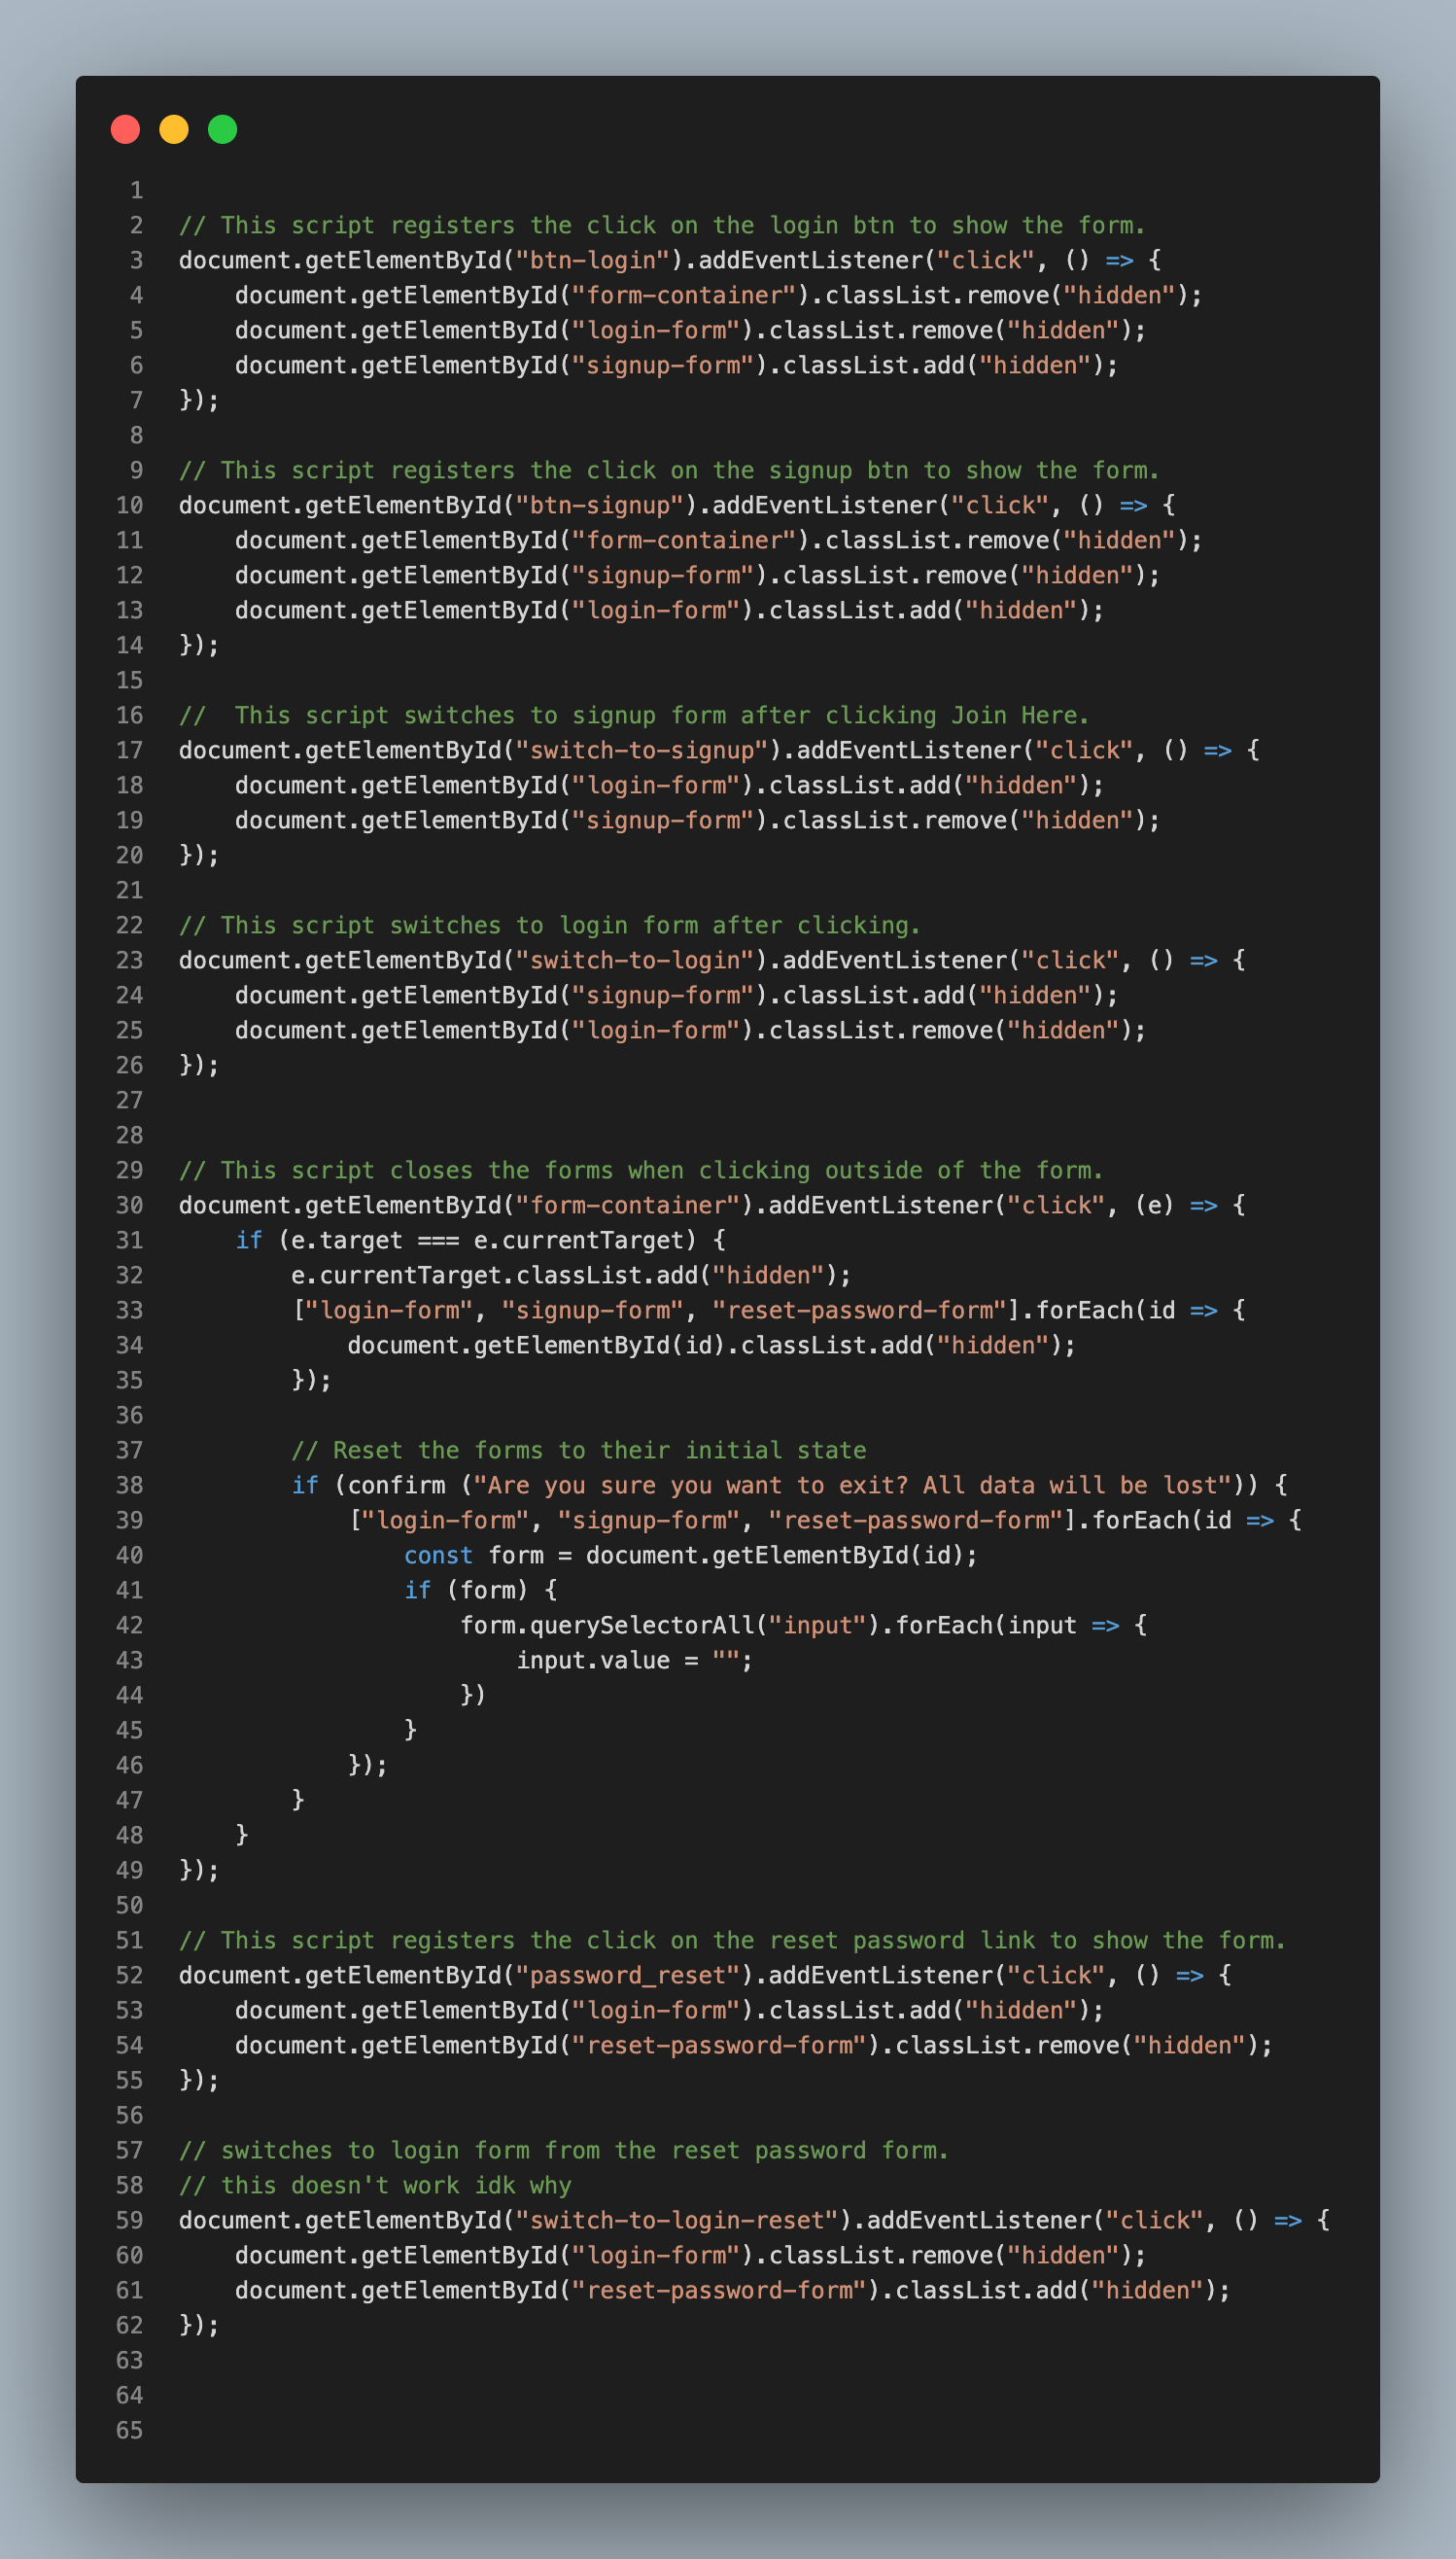 1
2 // This script registers the click on the login btn to show the form.
3 document.getElementById("btn-login").addEventListener("click", () => {
4     document.getElementById("form-container").classList.remove("hidden");
5     document.getElementById("login-form").classList.remove("hidden");
6     document.getElementById("signup-form").classList.add("hidden");
7 });
8
9 // This script registers the click on the signup btn to show the form.
10 document.getElementById("btn-signup").addEventListener("click", () => {
11     document.getElementById("form-container").classList.remove("hidden");
12     document.getElementById("signup-form").classList.remove("hidden");
13     document.getElementById("login-form").classList.add("hidden");
14 });
15
16 //  This script switches to signup form after clicking Join Here.
17 document.getElementById("switch-to-signup").addEventListener("click", () => {
18     document.getElementById("login-form").classList.add("hidden");
19     document.getElementById("signup-form").classList.remove("hidden");
20 });
21
22 // This script switches to login form after clicking.
23 document.getElementById("switch-to-login").addEventListener("click", () => {
24     document.getElementById("signup-form").classList.add("hidden");
25     document.getElementById("login-form").classList.remove("hidden");
26 });
27
28
29 // This script closes the forms when clicking outside of the form.
30 document.getElementById("form-container").addEventListener("click", (e) => {
31     if (e.target === e.currentTarget) {
32         e.currentTarget.classList.add("hidden");
33         ["login-form", "signup-form", "reset-password-form"].forEach(id => {
34             document.getElementById(id).classList.add("hidden");
35         });
36
37         // Reset the forms to their initial state
38         if (confirm ("Are you sure you want to exit? All data will be lost")) {
39             ["login-form", "signup-form", "reset-password-form"].forEach(id => {
40                 const form = document.getElementById(id);
41                 if (form) {
42                     form.querySelectorAll("input").forEach(input => {
43                         input.value = "";
44                     })
45                 }
46             });
47         }
48     }
49 });
50
51 // This script registers the click on the reset password link to show the form.
52 document.getElementById("password_reset").addEventListener("click", () => {
53     document.getElementById("login-form").classList.add("hidden");
54     document.getElementById("reset-password-form").classList.remove("hidden");
55 });
56
57 // switches to login form from the reset password form.
58 // this doesn't work idk why
59 document.getElementById("switch-to-login-reset").addEventListener("click", () => {
60     document.getElementById("login-form").classList.remove("hidden");
61     document.getElementById("reset-password-form").classList.add("hidden");
62 });
63
64
65